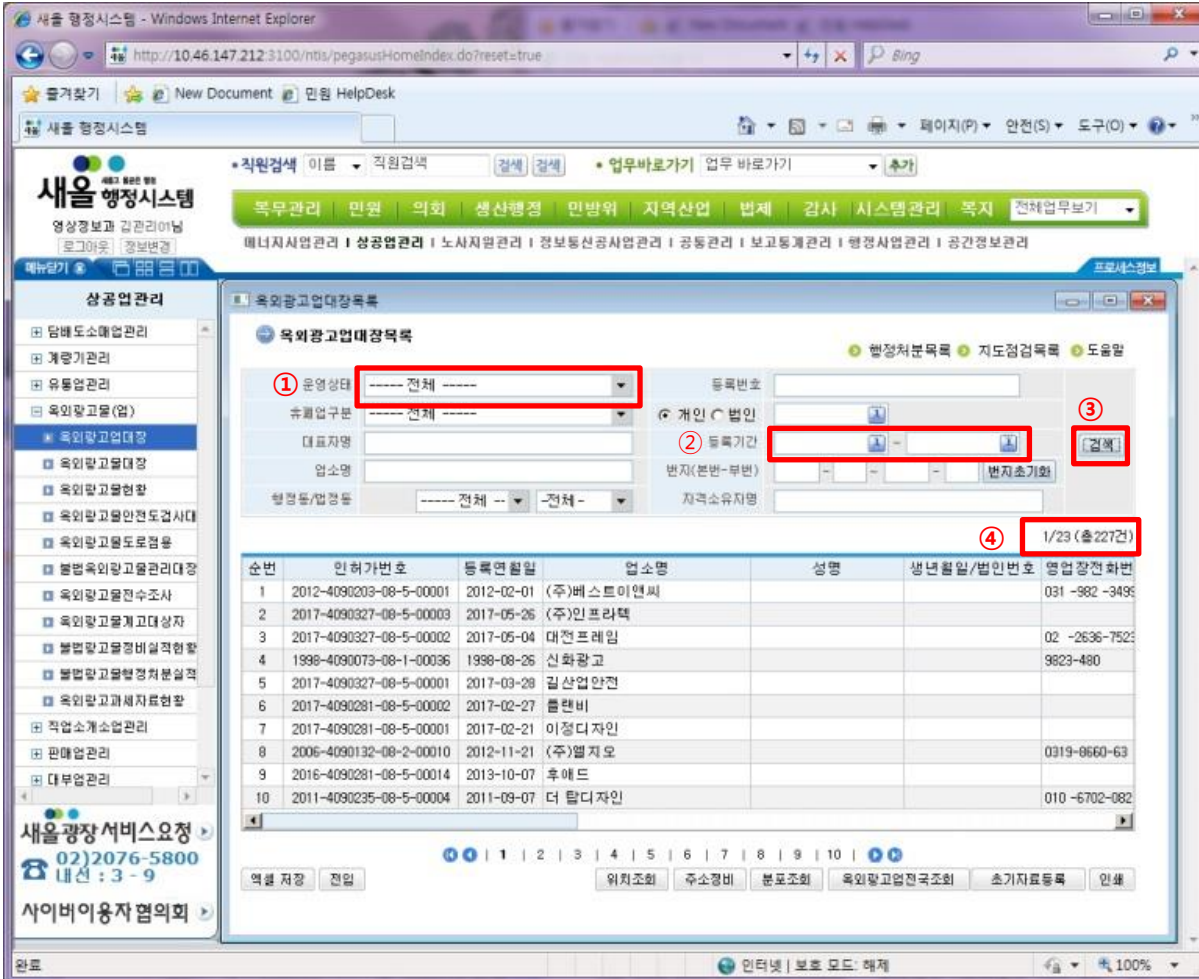 새올 행정시스템 - Windows Internet Explorer
http://10.46.147.212:3100/ntis/pegasusHomeIndex.do?reset=true
Bing
즐겨찾기 New Document 민원 HelpDesk
새올 행정시스템
페이지(P) 안전(S) 도구(O)
새올 행정시스템
영상정보과 김관리01님
로그아웃 정보변경
직원검색 이름 직원검색 검색 검색 업무바로가기 업무 바로가기 추가
복무관리 | 민원 | 의회 | 생산행정 | 민방위 | 지역산업 | 법제 | 감사 | 시스템관리 | 복지 전체업무보기
에너지사업관리 | 상공업관리 | 노사지원관리 | 정보통신공사업관리 | 공통관리 | 보고통계관리 | 행정사업관리 | 공간정보관리
메뉴닫기 프로세스정보
상공업관리
담배도소매업관리
계량기관리
유통업관리
옥외광고물(업)
옥외광고업대장
옥외광고물대장
옥외광고물현황
옥외광고물안전도검사대
옥외광고물도로점용
불법옥외광고물관리대장
옥외광고물전수조사
옥외광고물계고대상자
불법광고물정비실적현황
불법광고물행정처분실적
옥외광고과세자료현황
직업소개소업관리
판매업관리
대부업관리
새올광장 서비스요청
02)2076-5800
내선 : 3 - 9
사이버이용자 협의회
옥외광고업대장목록
옥외광고업대장목록
행정처분목록 지도점검목록 도움말
① 운영상태 ----- 전체 ----- 등록번호
휴폐업구분 ----- 전체 ----- 개인 법인 ③
대표자명 ② 등록기간 - 검색
업소명 번지(본번-부번) - - - 번지초기화
행정동/법정동 ----- 전체 -- -전체- 자격소유자명
④ 1/23 (총227건)
순번 인허가번호 등록연월일 업소명 성명 생년월일/법인번호 영업장전화번
1 2012-4090203-08-5-00001 2012-02-01 (주)베스트이앤씨 031 -982 -3499
2 2017-4090327-08-5-00003 2017-05-26 (주)인프라텍
3 2017-4090327-08-5-00002 2017-05-04 대전프레임 02 -2636-7523
4 1998-4090073-08-1-00036 1998-08-26 신화광고 9823-480
5 2017-4090327-08-5-00001 2017-03-28 길산업안전
6 2017-4090281-08-5-00002 2017-02-27 플랜비
7 2017-4090281-08-5-00001 2017-02-21 이정디자인
8 2006-4090132-08-2-00010 2012-11-21 (주)엘지오 0319-8660-63
9 2016-4090281-08-5-00014 2013-10-07 후애드
10 2011-4090235-08-5-00004 2011-09-07 더 탑디자인 010 -6702-082
| 1 | 2 | 3 | 4 | 5 | 6 | 7 | 8 | 9 | 10 |
엑셀 저장 전입 위치조회 주소정비 분포조회 옥외광고업전국조회 초기자료등록 인쇄
완료 인터넷 | 보호 모드: 해제 100%